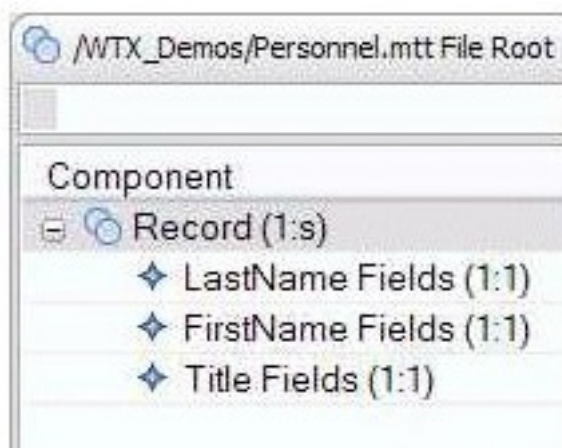 /WTX_Demos/Personnel.mtt File Root
Component
Record (1:s)
LastName Fields (1:1)
FirstName Fields (1:1)
Title Fields (1:1)